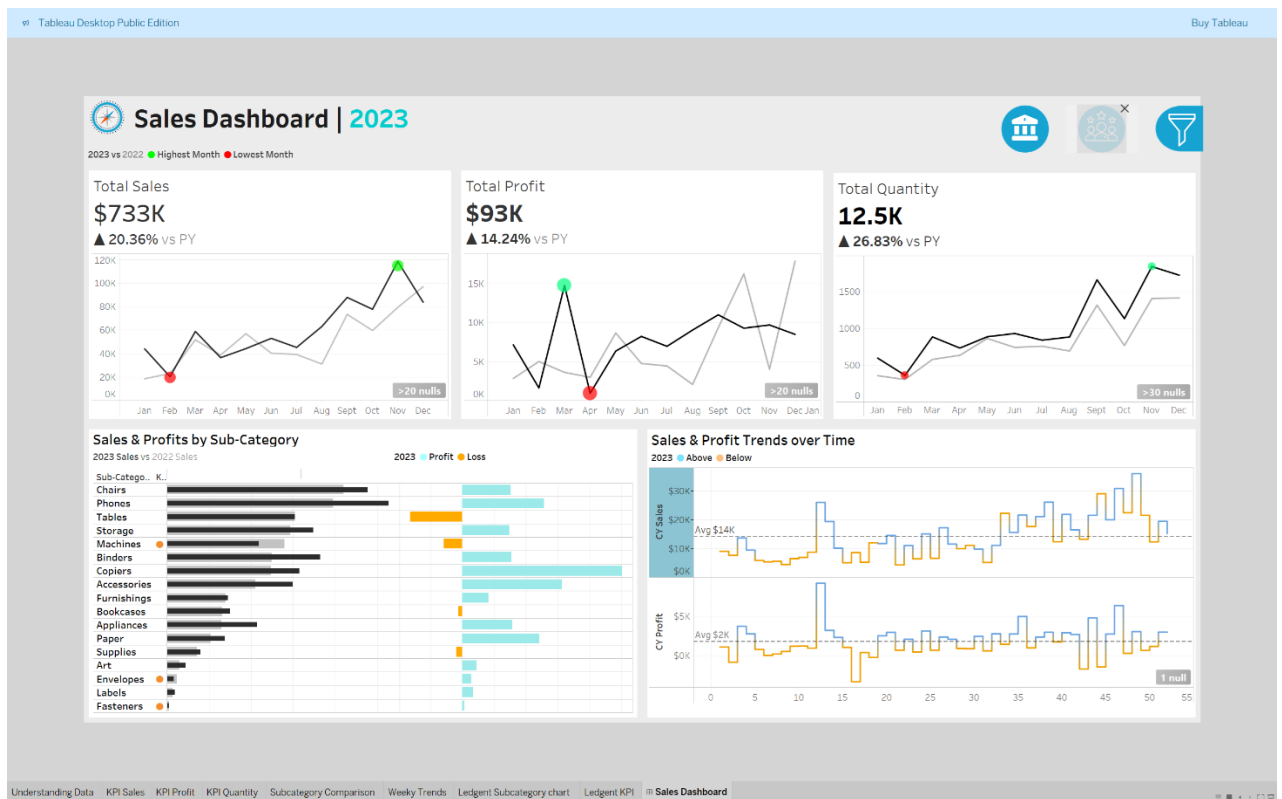 Tableau Desktop Public Edition
Buy Tableau
Sales Dashboard | 2023
2023 vs 2022 Highest Month Lowest Month
Total Sales
$733K
▲ 20.36% vs PY
120K
100K
80K
60K
40K
20K
0K
>20 nulls
Jan Feb Mar Apr May Jun Jul Aug Sept Oct Nov Dec
Total Profit
$93K
▲ 14.24% vs PY
15K
10K
5K
0K
>20 nulls
Jan Feb Mar Apr May Jun Jul Aug Sept Oct Nov Dec Jan
Total Quantity
12.5K
▲ 26.83% vs PY
1500
1000
500
0
>30 nulls
Jan Feb Mar Apr May Jun Jul Aug Sept Oct Nov Dec
Sales & Profits by Sub-Category
2023 Sales vs 2022 Sales 2023 Profit Loss
Sub-Catego.. K..
Chairs
Phones
Tables
Storage
Machines
Binders
Copiers
Accessories
Furnishings
Bookcases
Appliances
Paper
Supplies
Art
Envelopes
Labels
Fasteners
Sales & Profit Trends over Time
2023 Above Below
CY Sales
$30K
$20K
Avg $14K
$10K
$0K
CY Profit
$5K
Avg $2K
$0K
1 null
0 5 10 15 20 25 30 35 40 45 50 55
Understanding Data KPI Sales KPI Profit KPI Quantity Subcategory Comparison Weekly Trends Ledgent Subcategory chart Ledgent KPI Sales Dashboard